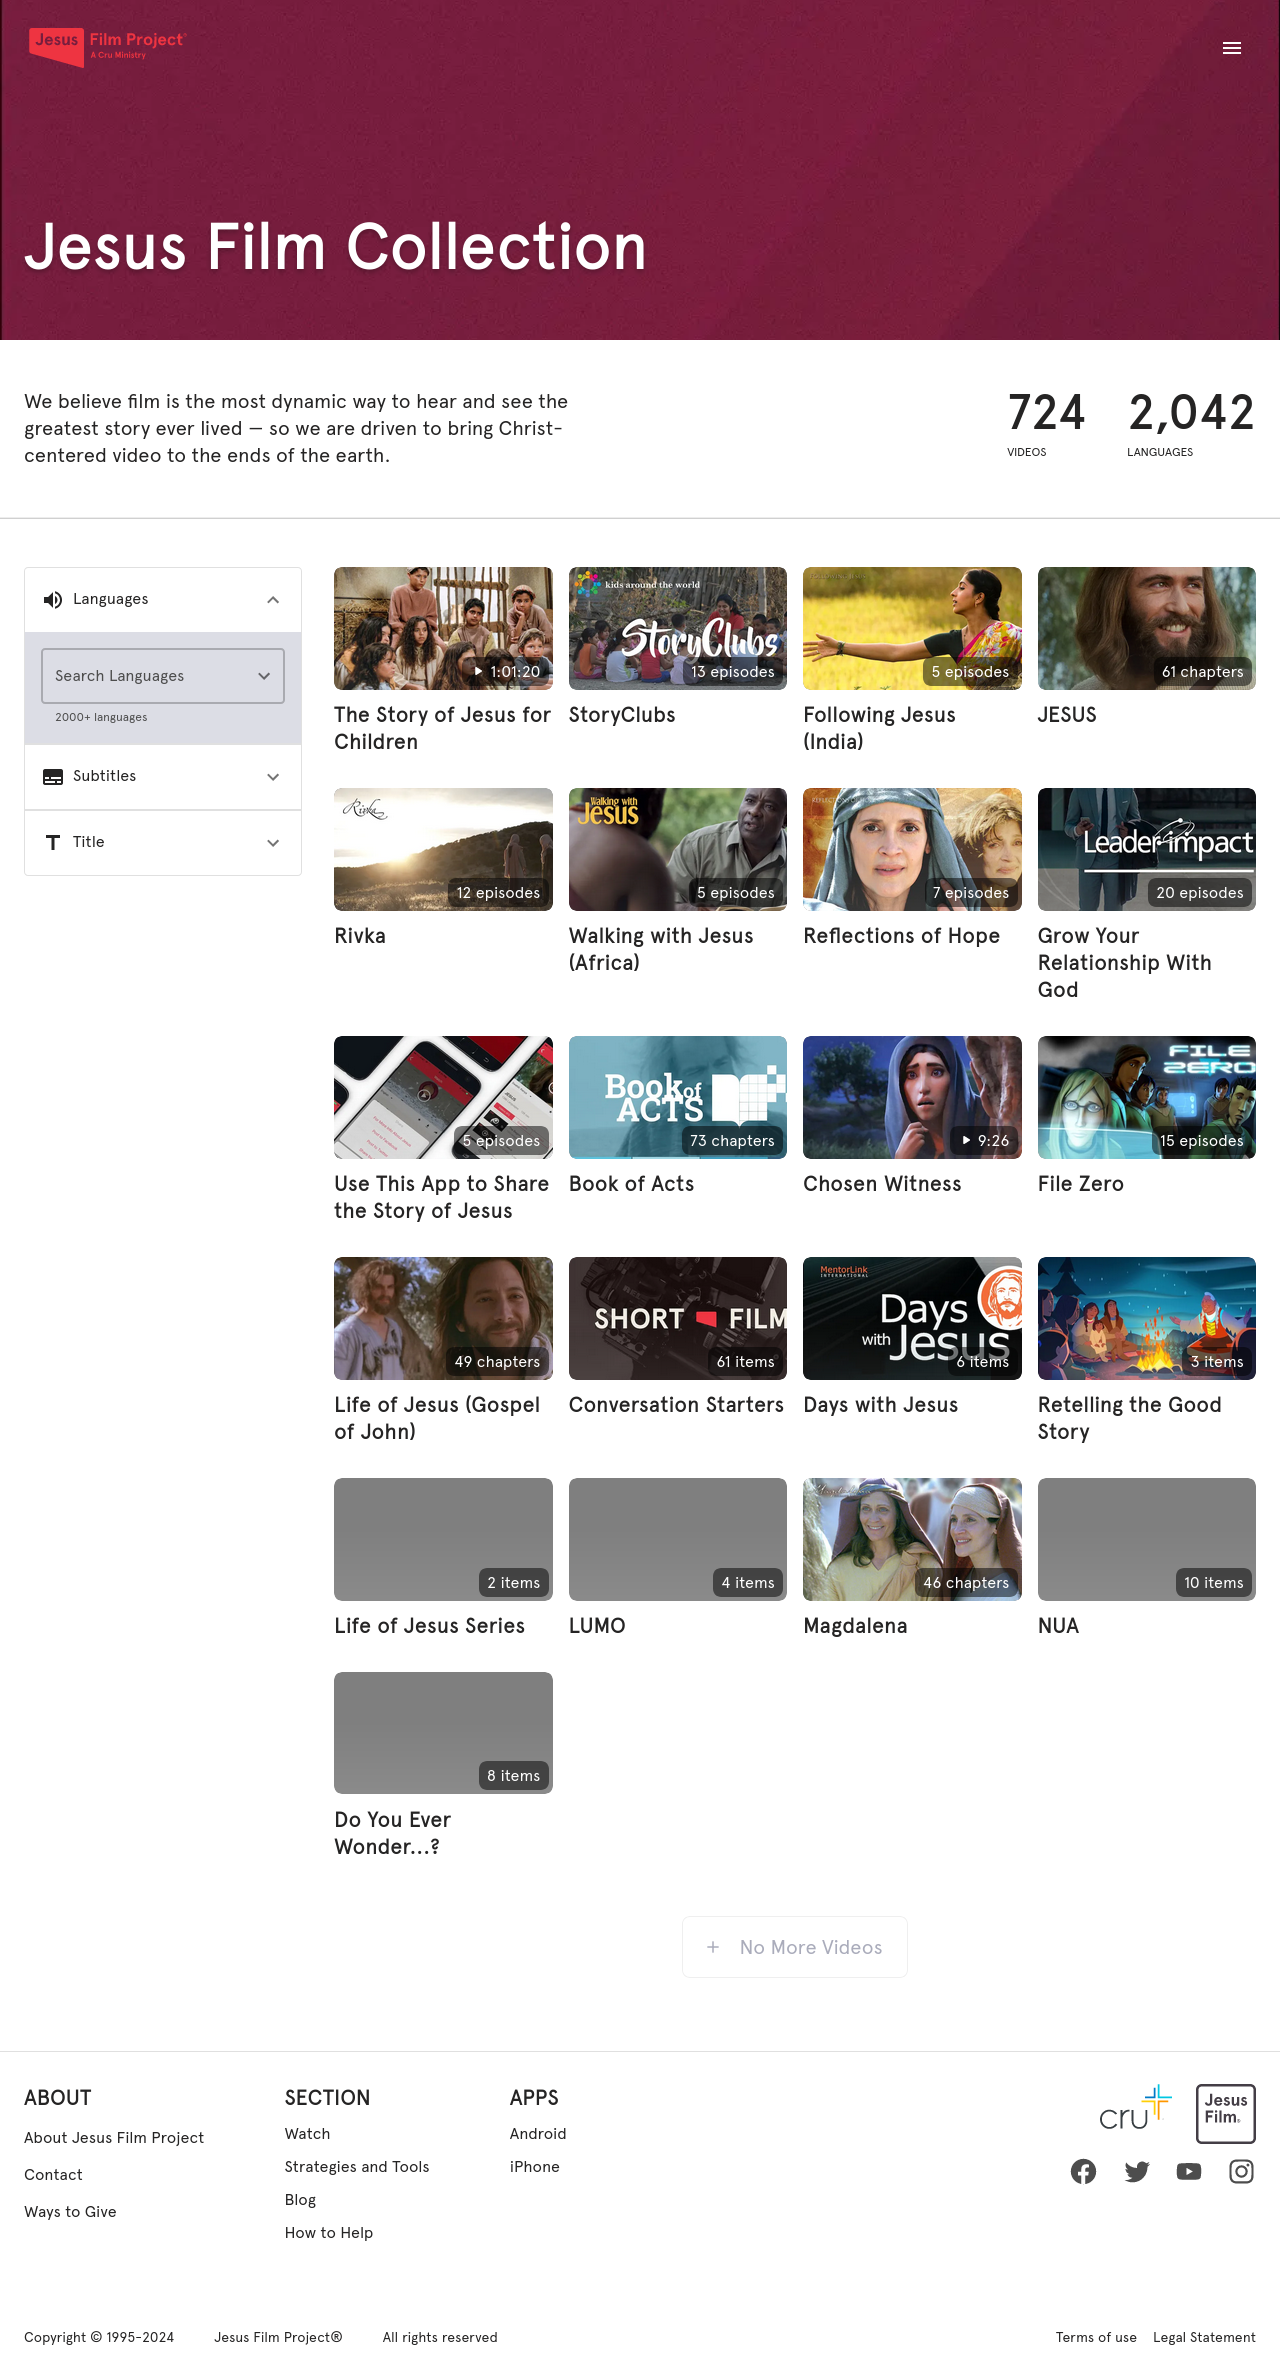 Jesus Film Project®
A Cru Ministry
Jesus Film Collection
We believe film is the most dynamic way to hear and see the
greatest story ever lived — so we are driven to bring Christ-
centered video to the ends of the earth.
724
VIDEOS
2,042
LANGUAGES
Languages
Search Languages
2000+ languages
Subtitles
Title
1:01:20
The Story of Jesus for
Children
kids around the world
StoryClubs
13 episodes
StoryClubs
FOLLOWING JESUS
5 episodes
Following Jesus
(India)
61 chapters
JESUS
Rivka
12 episodes
Rivka
Walking with
Jesus
5 episodes
Walking with Jesus
(Africa)
REFLECTIONS OF HOPE
7 episodes
Reflections of Hope
Leader impact
20 episodes
Grow Your
Relationship With
God
5 episodes
Use This App to Share
the Story of Jesus
Book of
ACTS
73 chapters
Book of Acts
9:26
Chosen Witness
FILE
ZERO
15 episodes
File Zero
49 chapters
Life of Jesus (Gospel
of John)
SHORT FILM
61 items
Conversation Starters
MentorLink
INTERNATIONAL
Days
with Jesus
6 items
Days with Jesus
3 items
Retelling the Good
Story
2 items
Life of Jesus Series
4 items
LUMO
46 chapters
Magdalena
10 items
NUA
8 items
Do You Ever
Wonder...?
+ No More Videos
ABOUT
About Jesus Film Project
Contact
Ways to Give
SECTION
Watch
Strategies and Tools
Blog
How to Help
APPS
Android
iPhone
cru
Jesus
Film
Copyright © 1995-2024
Jesus Film Project®
All rights reserved
Terms of use
Legal Statement